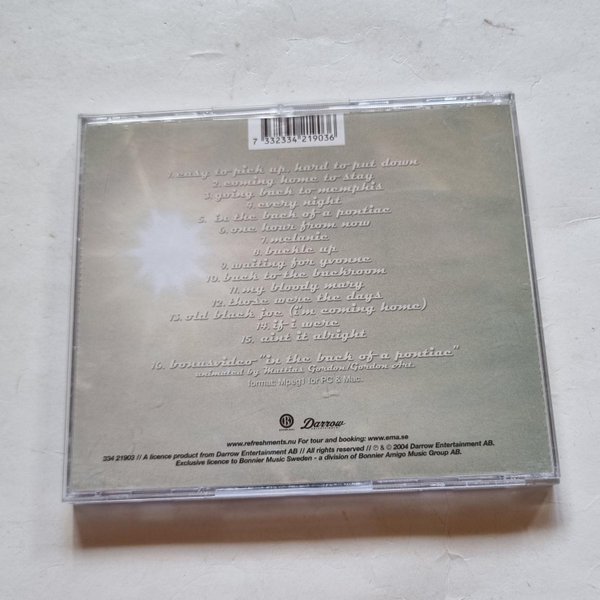 7 332334 219036
1. easy to pick up, hard to put down
2. coming home to stay
3. going back to memphis
4. every night
5. in the back of a pontiac
6. one hour from now
7. melanie
8. buckle up
9. waiting for yvonne
10. back to the backroom
11. my bloody mary
12. those were the days
13. old black joe (i'm coming home)
14. if i were
15. aint it alright
16. bonusvideo "in the back of a pontiac"
animated by Mattias Gordon/Gordon Art.
format: Mpeg1 for PC & Mac.
Darrow
www.refreshments.nu For tour and booking: www.ema.se
334 21903 // A licence product from Darrow Entertainment AB // All rights reserved // ℗ & © 2004 Darrow Entertainment AB.
Exclusive licence to Bonnier Music Sweden - a division of Bonnier Amigo Music Group AB.